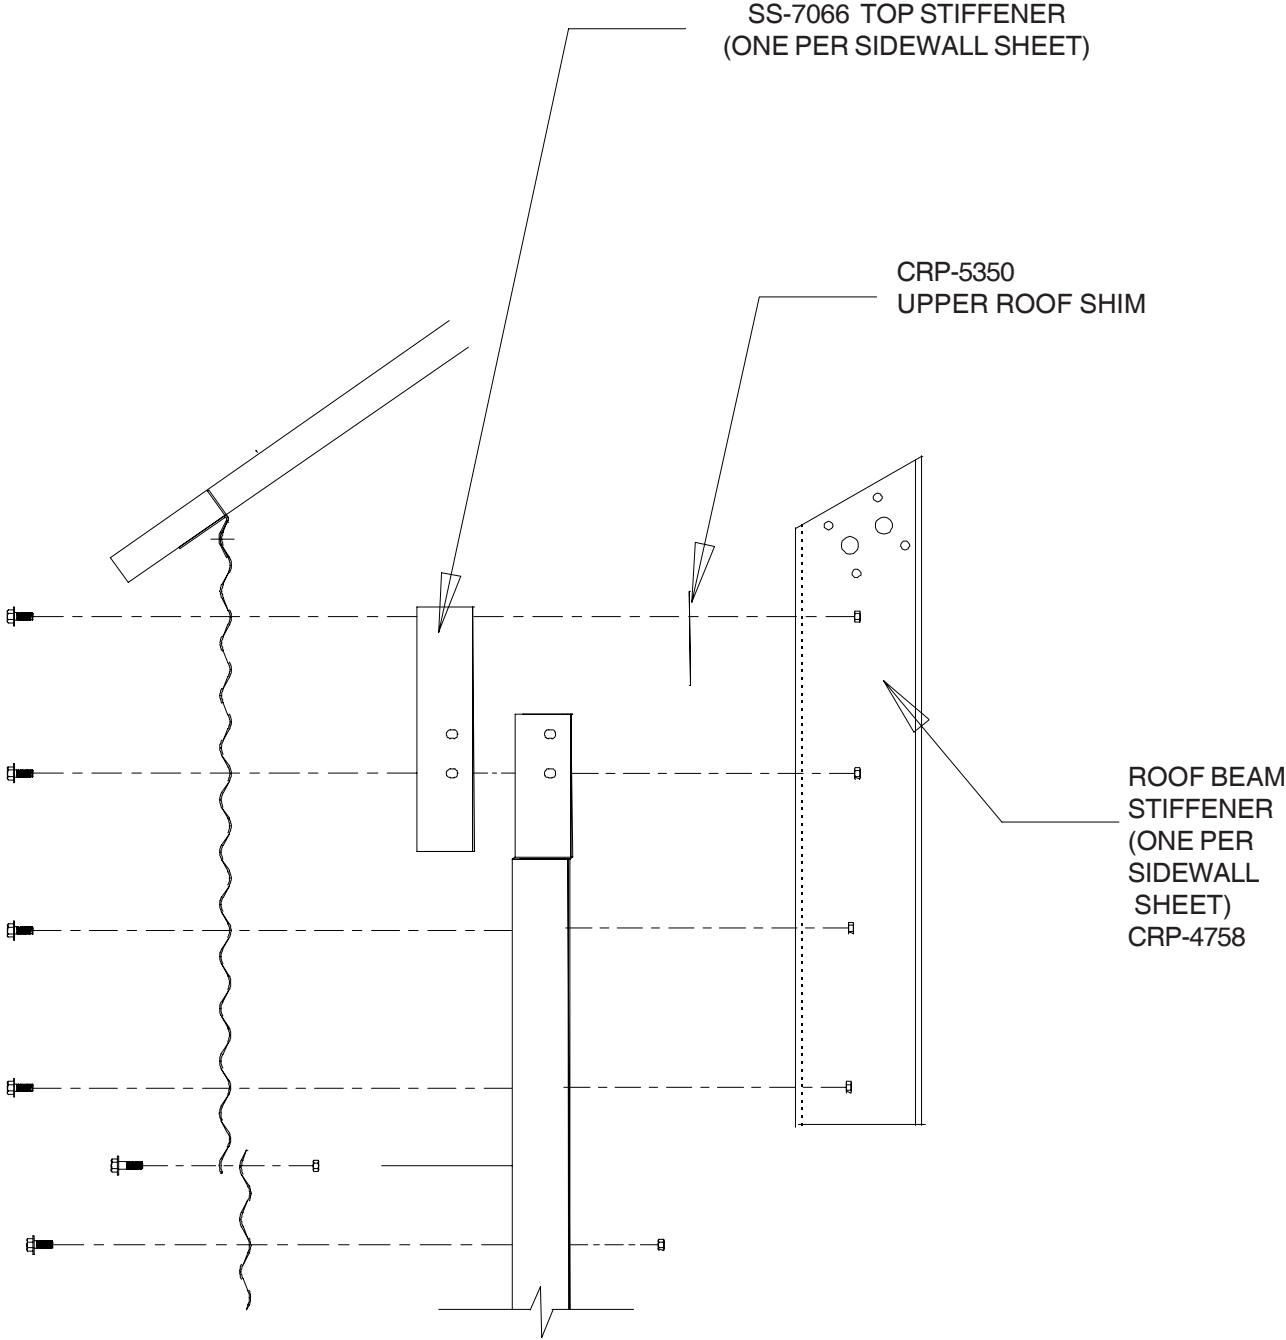 SS-7066 TOP STIFFENER
(ONE PER SIDEWALL SHEET)
CRP-5350
UPPER ROOF SHIM
ROOF BEAM
STIFFENER
(ONE PER
SIDEWALL
SHEET)
CRP-4758